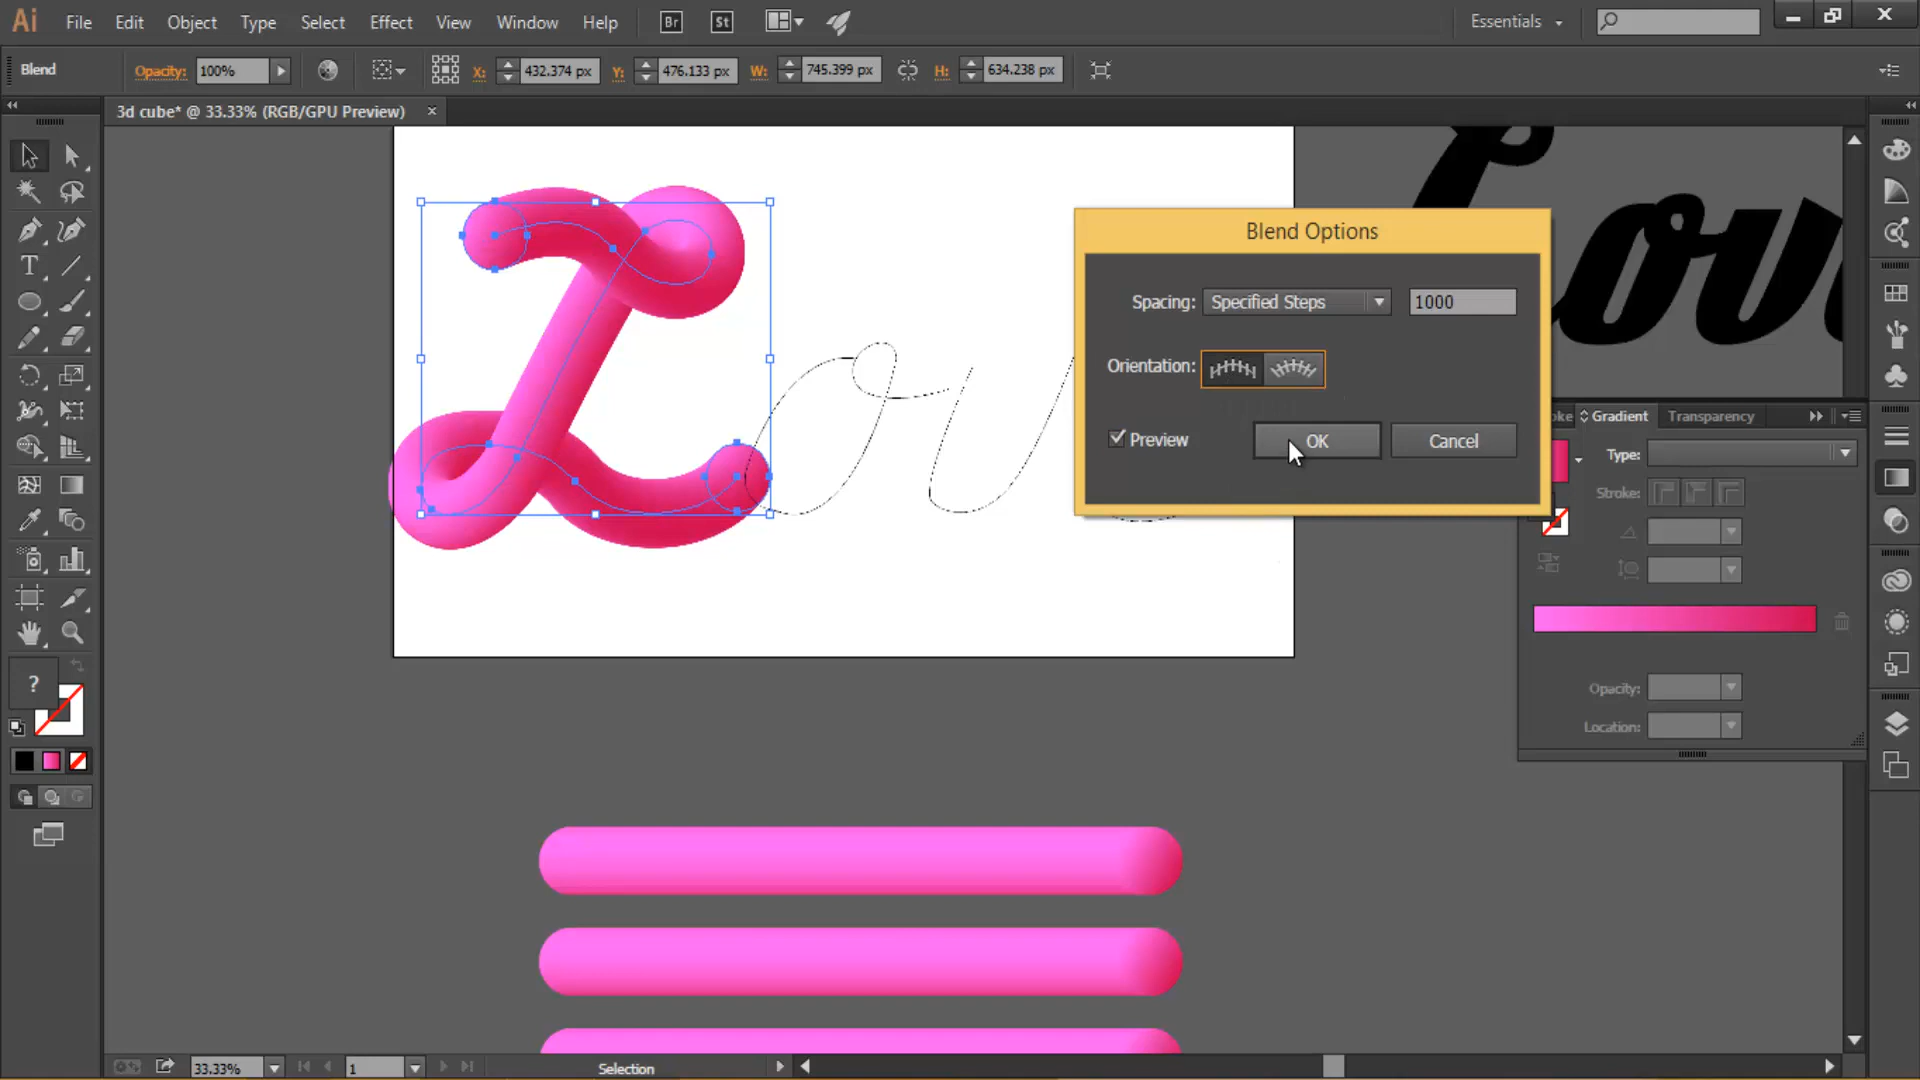 Ai File Edit Object Type Select Effect View Window Help Br St Essentials
Blend Opacity: 100% X: 432.374 px Y: 476.133 px W: 745.399 px H: 634.238 px
3d cube* @ 33.33% (RGB/GPU Preview) ×
Love
Blend Options
Spacing: Specified Steps 1000
Orientation:
Preview OK Cancel
oke Gradient Transparency
Type:
Stroke:
Opacity:
Location:
T
?
33.33% 1 Selection